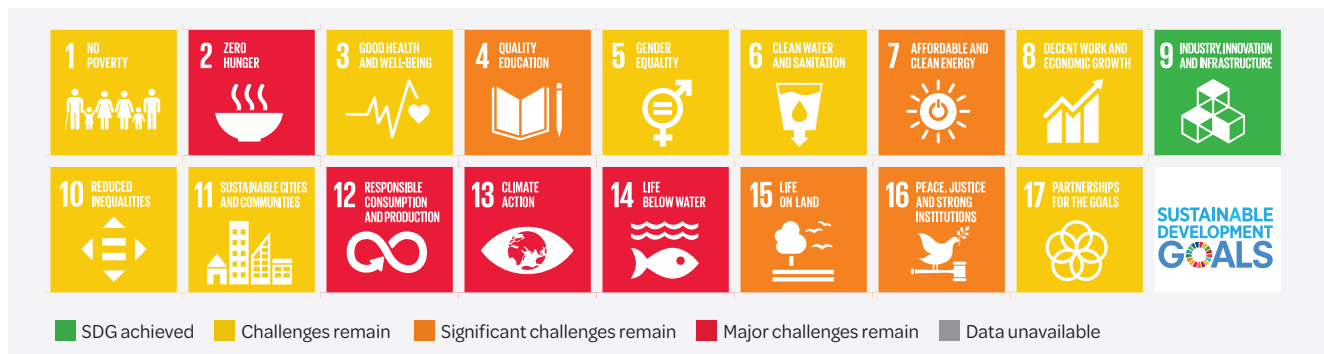 1 NO
POVERTY
2 ZERO
HUNGER
3 GOOD HEALTH
AND WELL-BEING
4 QUALITY
EDUCATION
5 GENDER
EQUALITY
6 CLEAN WATER
AND SANITATION
7 AFFORDABLE AND
CLEAN ENERGY
8 DECENT WORK AND
ECONOMIC GROWTH
9 INDUSTRY, INNOVATION
AND INFRASTRUCTURE
10 REDUCED
INEQUALITIES
11 SUSTAINABLE CITIES
AND COMMUNITIES
12 RESPONSIBLE
CONSUMPTION
AND PRODUCTION
13 CLIMATE
ACTION
14 LIFE
BELOW WATER
15 LIFE
ON LAND
16 PEACE, JUSTICE
AND STRONG
INSTITUTIONS
17 PARTNERSHIPS
FOR THE GOALS
SUSTAINABLE
DEVELOPMENT
GOALS
SDG achieved
Challenges remain
Significant challenges remain
Major challenges remain
Data unavailable